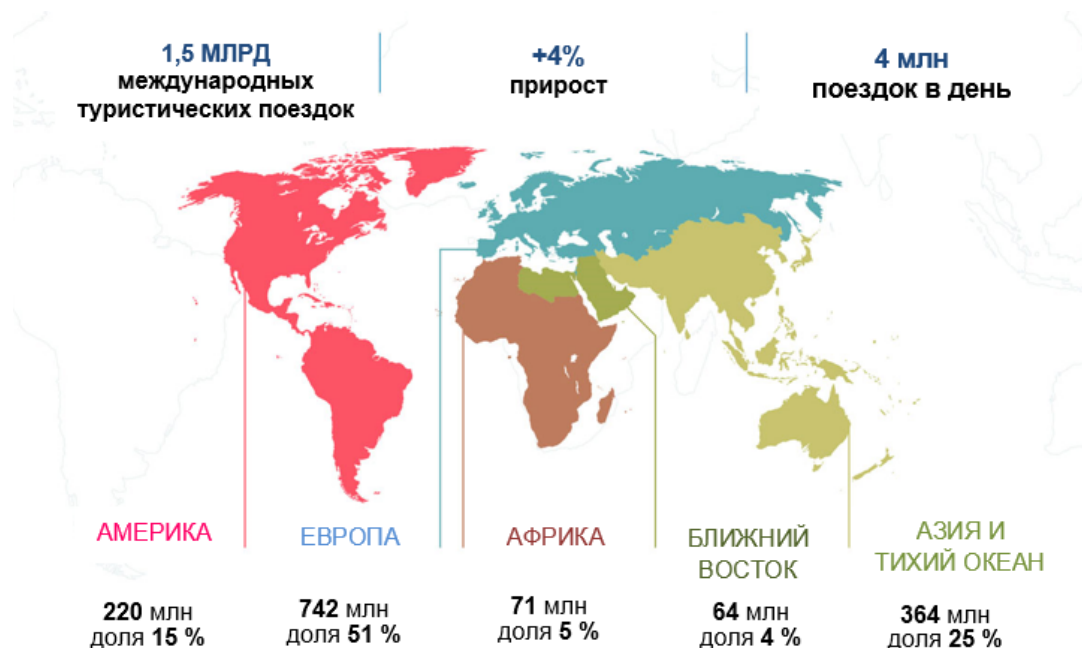 1,5 МЛРД
международных
туристических поездок
+4%
прирост
4 млн
поездок в день
АМЕРИКА
220 млн
доля 15 %
ЕВРОПА
742 млн
доля 51 %
АФРИКА
71 млн
доля 5 %
БЛИЖНИЙ
ВОСТОК
64 млн
доля 4 %
АЗИЯ И
ТИХИЙ ОКЕАН
364 млн
доля 25 %